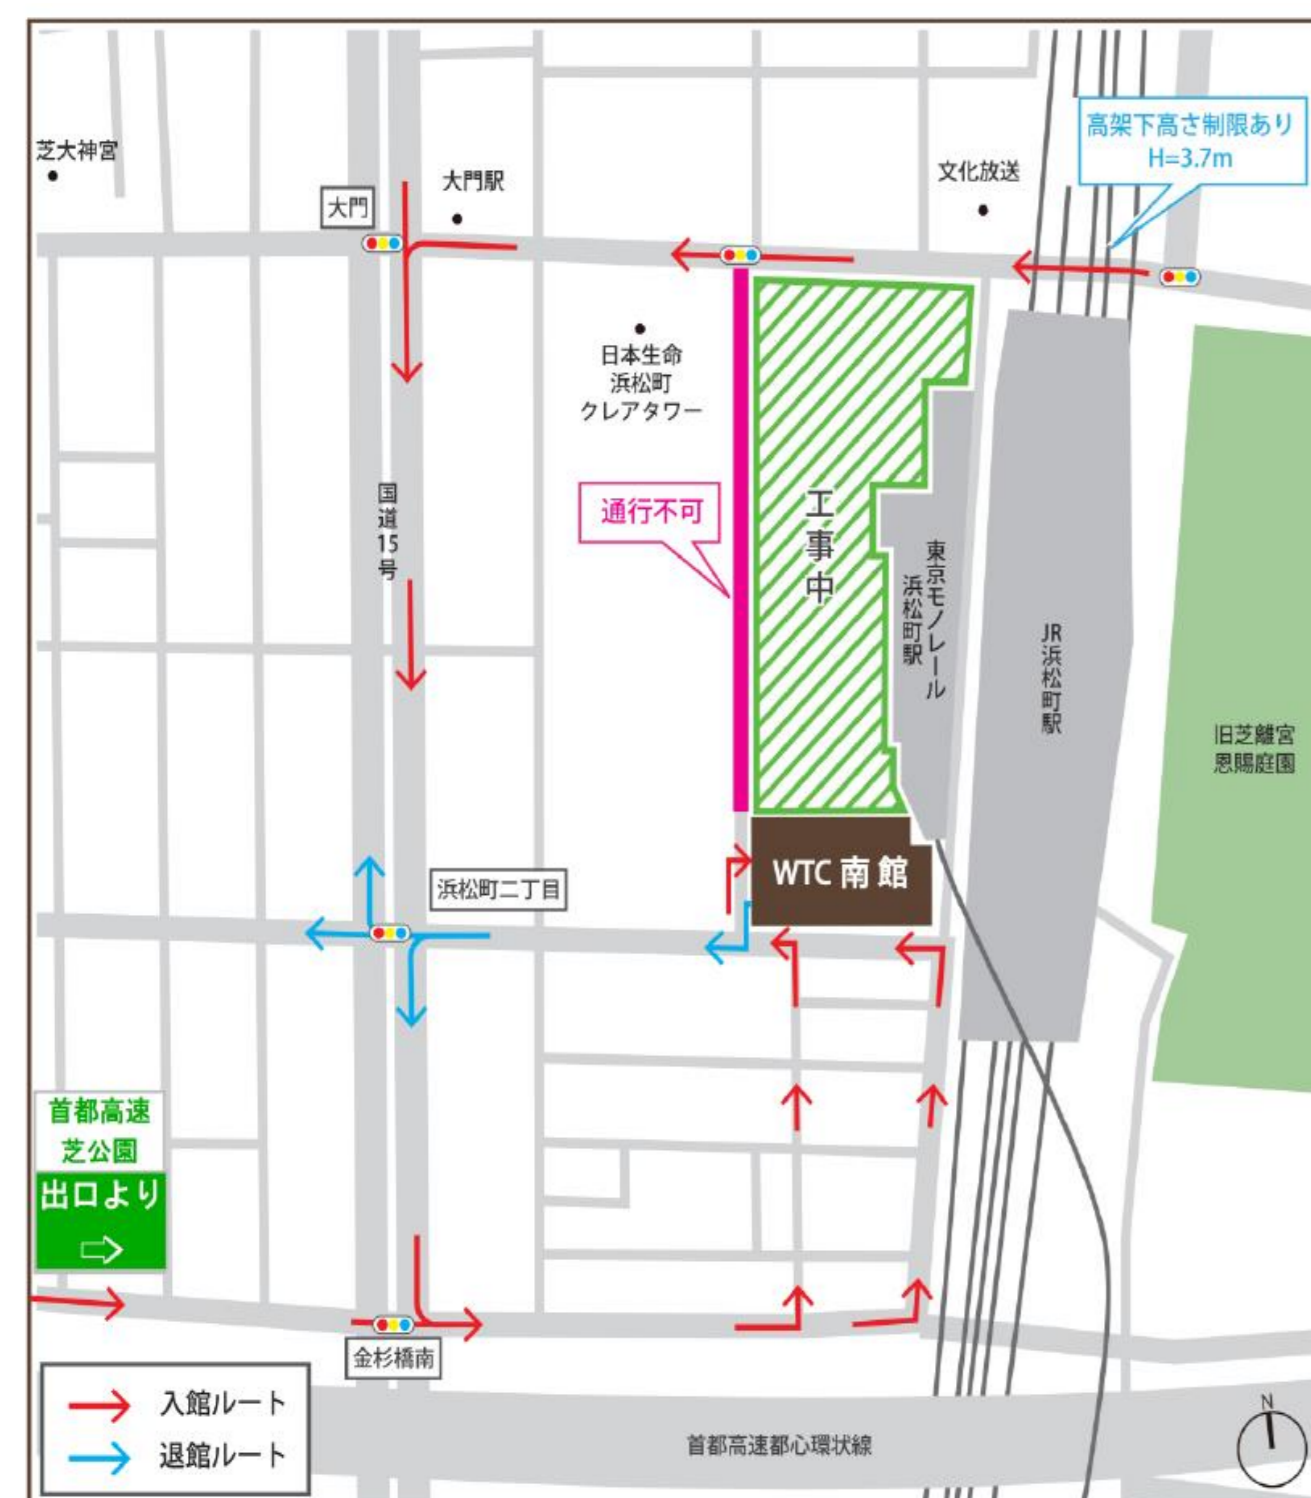 芝大神宮
大門
大門駅
文化放送
高架下高さ制限あり
H=3.7m
日本生命
浜松町
クレアタワー
国道15号
通行不可
工事中
東京モノレール
浜松町駅
JR浜松町駅
旧芝離宮
恩賜庭園
WTC 南館
浜松町二丁目
首都高速
芝公園
出口より
金杉橋南
入館ルート
退館ルート
首都高速都心環状線
N